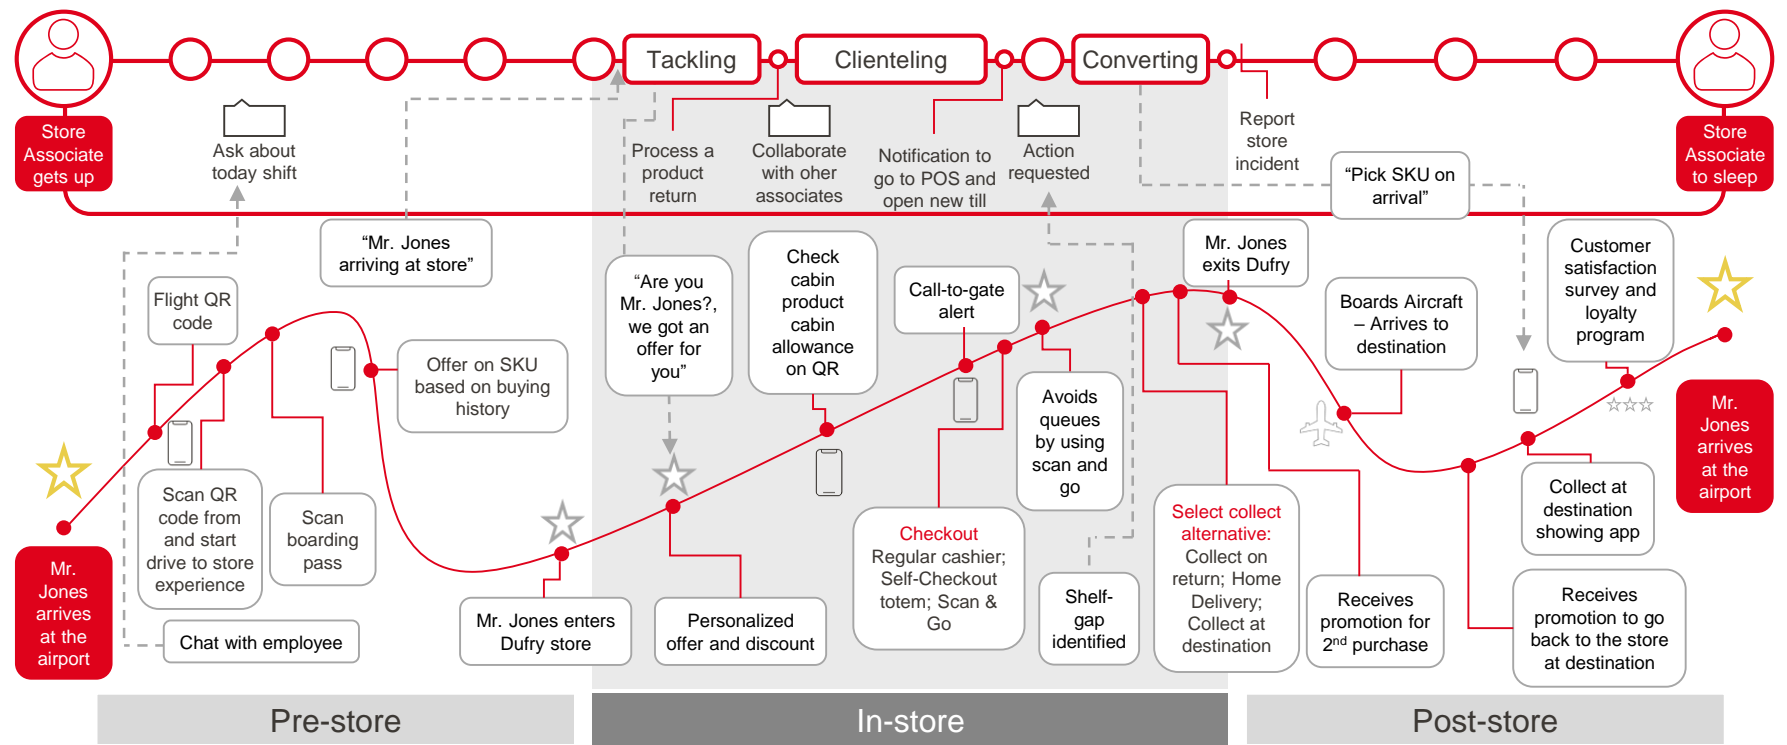 Tackling
Clienteling
Converting
Store
Associate
gets up
Ask about
today shift
Process a
product
return
Collaborate
with oher
associates
Notification to
go to POS and
open new till
Action
requested
Report
store
incident
“Pick SKU on
arrival”
Store
Associate
to sleep
“Mr. Jones
arriving at store”
Flight QR
code
Offer on SKU
based on buying
history
“Are you
Mr. Jones?,
we got an
offer for
you”
Check
cabin
product
cabin
allowance
on QR
Call-to-gate
alert
Mr. Jones
exits Dufry
Boards Aircraft
– Arrives to
destination
Customer
satisfaction
survey and
loyalty
program
Avoids
queues
by using
scan and
go
Mr.
Jones
arrives
at the
airport
Scan QR
code from
and start
drive to store
experience
Scan
boarding
pass
Mr.
Jones
arrives
at the
airport
Chat with employee
Mr. Jones enters
Dufry store
Personalized
offer and discount
Checkout
Regular cashier;
Self-Checkout
totem; Scan &
Go
Shelf-
gap
identified
Select collect
alternative:
Collect on
return; Home
Delivery;
Collect at
destination
Receives
promotion for
2nd purchase
Collect at
destination
showing app
Receives
promotion to go
back to the store
at destination
Pre-store
In-store
Post-store